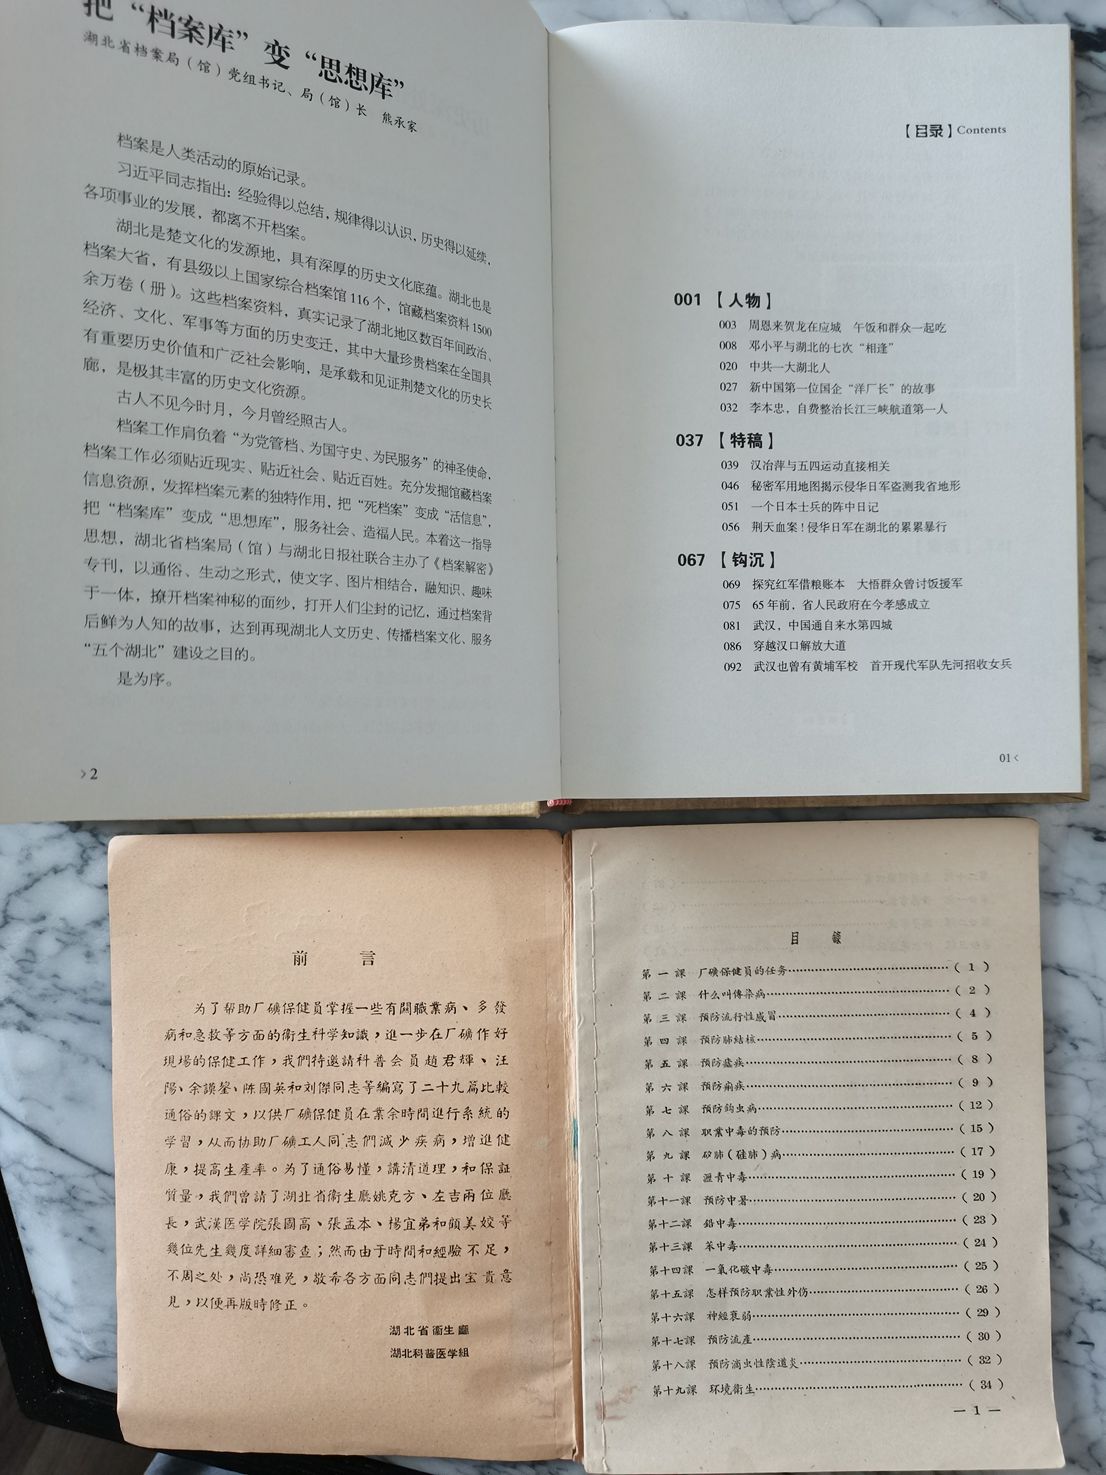 把“档案库”变“思想库”
湖北省档案局（馆）党组书记、局（馆）长　熊承家
档案是人类活动的原始记录。
习近平同志指出：经验得以总结，规律得以认识，历史得以延续，
各项事业的发展，都离不开档案。
湖北是楚文化的发源地，具有深厚的历史文化底蕴。湖北也是
档案大省，有县级以上国家综合档案馆116个，馆藏档案资料1500
余万卷（册）。这些档案资料，真实记录了湖北地区数百年间政治、
经济、文化、军事等方面的历史变迁，其中大量珍贵档案在全国具
有重要历史价值和广泛社会影响，是承载和见证荆楚文化的历史长
廊，是极其丰富的历史文化资源。
古人不见今时月，今月曾经照古人。
档案工作肩负着“为党管档、为国守史、为民服务”的神圣使命，
档案工作必须贴近现实、贴近社会、贴近百姓。充分发掘馆藏档案
信息资源，发挥档案元素的独特作用，把“死档案”变成“活信息”，
把“档案库”变成“思想库”，服务社会、造福人民。本着这一指导
思想，湖北省档案局（馆）与湖北日报社联合主办了《档案解密》
专刊，以通俗、生动之形式，使文字、图片相结合，融知识、趣味
于一体，撩开档案神秘的面纱，打开人们尘封的记忆，通过档案背
后鲜为人知的故事，达到再现湖北人文历史、传播档案文化、服务
“五个湖北”建设之目的。
是为序。
2
【目录】Contents
001【人物】
003 周恩来贺龙在应城　午饭和群众一起吃
008 邓小平与湖北的七次“相逢”
020 中共一大湖北人
027 新中国第一位国企“洋厂长”的故事
032 李本忠，自费整治长江三峡航道第一人
037【特稿】
039 汉冶萍与五四运动直接相关
046 秘密军用地图揭示侵华日军盗测我省地形
051 一个日本士兵的阵中日记
056 荆天血案！侵华日军在湖北的累累暴行
067【钩沉】
069 探究红军借粮账本　大悟群众曾讨饭援军
075 65年前，省人民政府在今孝感成立
081 武汉，中国通自来水第四城
086 穿越汉口解放大道
092 武汉也曾有黄埔军校　首开现代军队先河招收女兵
01
前　言
为了帮助厂礦保健員掌握一些有関職業病、多發
病和急救等方面的衞生科学知識，進一步在厂礦作好
現場的保健工作，我們特邀請科普会員趙君輝、汪
陽、余謨鋆、陈國英和刘傑同志等編寫了二十九篇比較
通俗的課文，以供厂礦保健員在業余時間進行系統的
学習，从而协助厂礦工人同志們減少疾病，增進健
康，提高生產率。为了通俗易懂，講清道理，和保証
質量，我們曾請了湖北省衞生廳姚克方、左吉兩位廳
長，武漢医学院張國高、張孟本、楊宜弟和顔美姣等
幾位先生幾度詳細審查；然而由于時間和經驗不足，
不周之处，尚恐难免，敬希各方面同志們提出宝貴意
見，以便再版時修正。
湖北省衞生廳
湖北科普医学組
目　錄
第一課 厂礦保健員的任务……（1）
第二課 什么叫傳染病……（2）
第三課 預防流行性感冒……（4）
第四課 預防肺結核……（5）
第五課 預防瘧疾……（8）
第六課 預防痢疾……（9）
第七課 預防鈎虫病……（12）
第八課 职業中毒的預防……（15）
第九課 矽肺（硅肺）病……（17）
第十課 瀝青中毒……（19）
第十一課 預防中暑……（20）
第十二課 鉛中毒……（23）
第十三課 苯中毒……（24）
第十四課 一氧化碳中毒……（25）
第十五課 怎样預防职業性外伤……（26）
第十六課 神經衰弱……（29）
第十七課 預防流產……（30）
第十八課 預防滴虫性陰道炎……（32）
第十九課 环境衞生……（34）
—1—